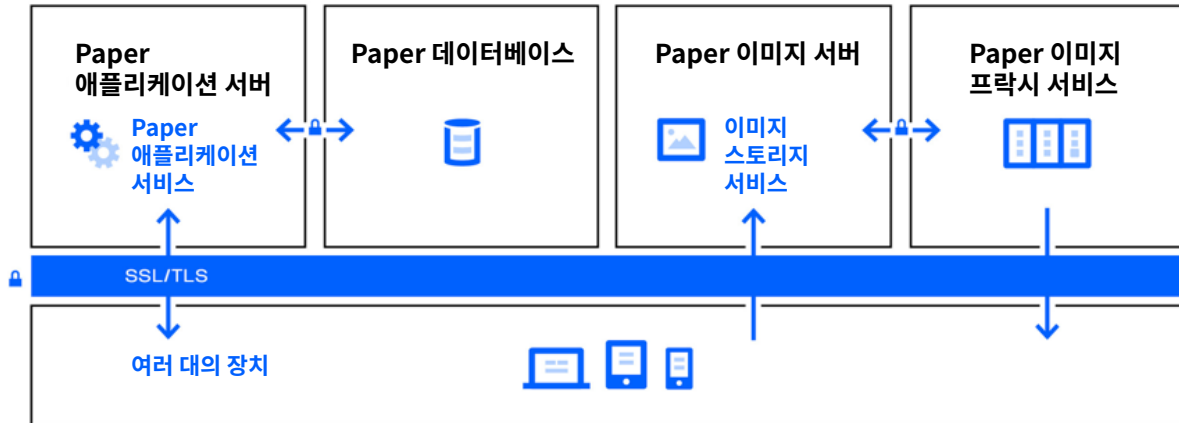 Paper
애플리케이션 서버
Paper
애플리케이션
서비스
Paper 데이터베이스
Paper 이미지 서버
이미지
스토리지
서비스
Paper 이미지
프락시 서비스
SSL/TLS
여러 대의 장치